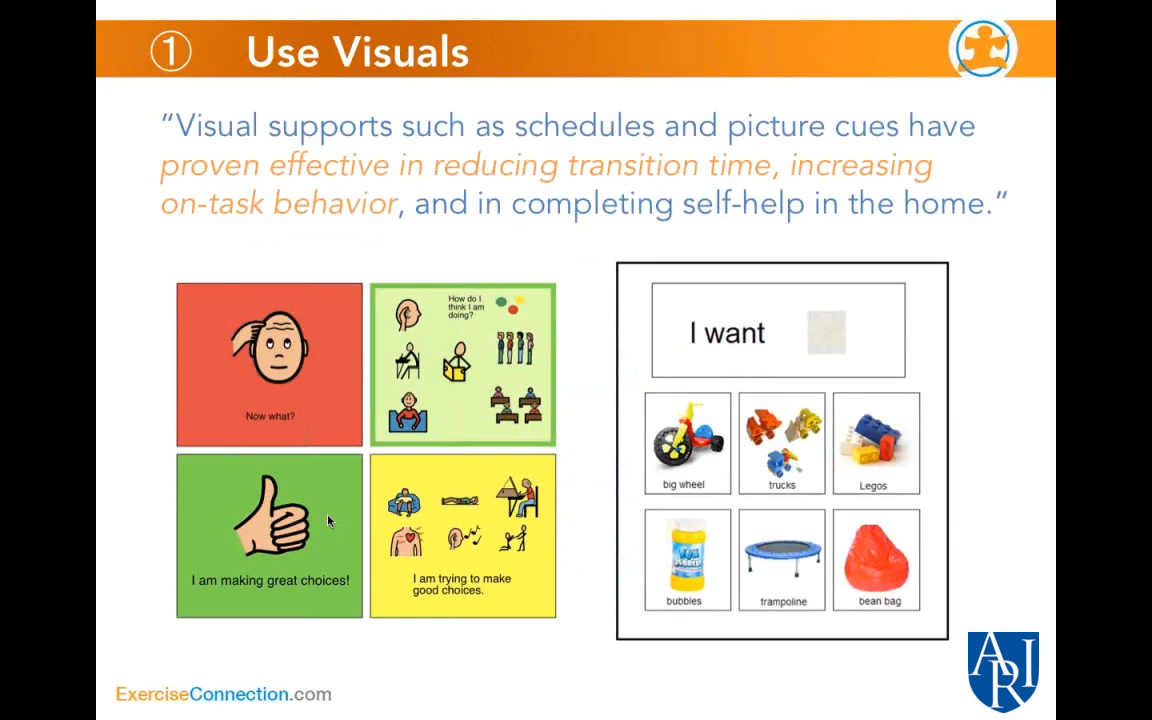 ① Use Visuals
“Visual supports such as schedules and picture cues have
proven effective in reducing transition time, increasing
on-task behavior, and in completing self-help in the home.”
Now what?
How do I
think I am
doing?
I am making great choices!
I am trying to make
good choices.
I want
big wheel
trucks
Legos
bubbles
trampoline
bean bag
ExerciseConnection.com
ARI